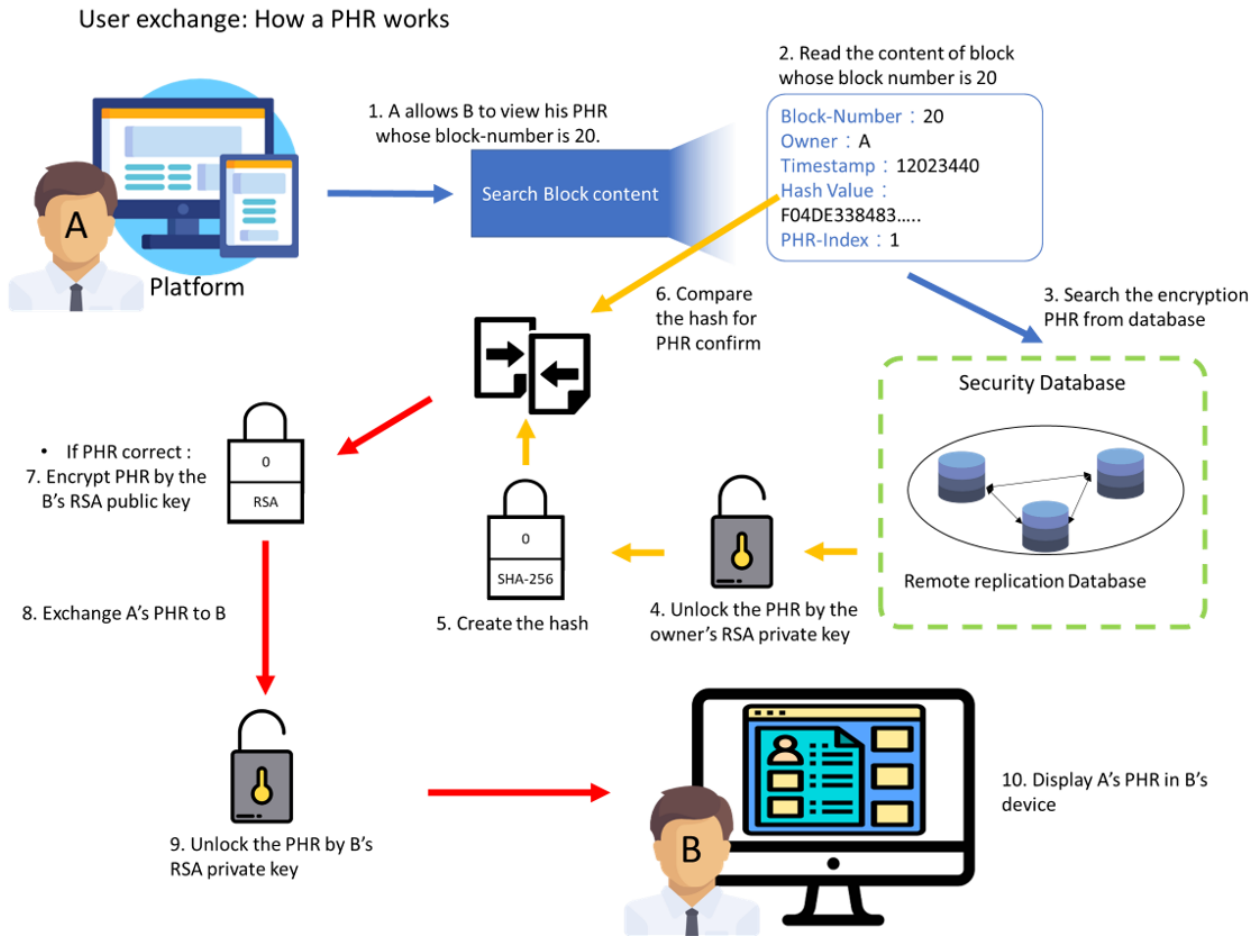 User exchange: How a PHR works
1. A allows B to view his PHR
whose block-number is 20.
2. Read the content of block
whose block number is 20
Block-Number：20
Owner：A
Timestamp：12023440
Hash Value：
F04DE338483.....
PHR-Index：1
Search Block content
A
Platform
3. Search the encryption
PHR from database
6. Compare
the hash for
PHR confirm
Security Database
Remote replication Database
• If PHR correct :
7. Encrypt PHR by the
B's RSA public key
0
RSA
0
SHA-256
5. Create the hash
4. Unlock the PHR by the
owner's RSA private key
8. Exchange A's PHR to B
9. Unlock the PHR by B's
RSA private key
B
10. Display A's PHR in B's
device